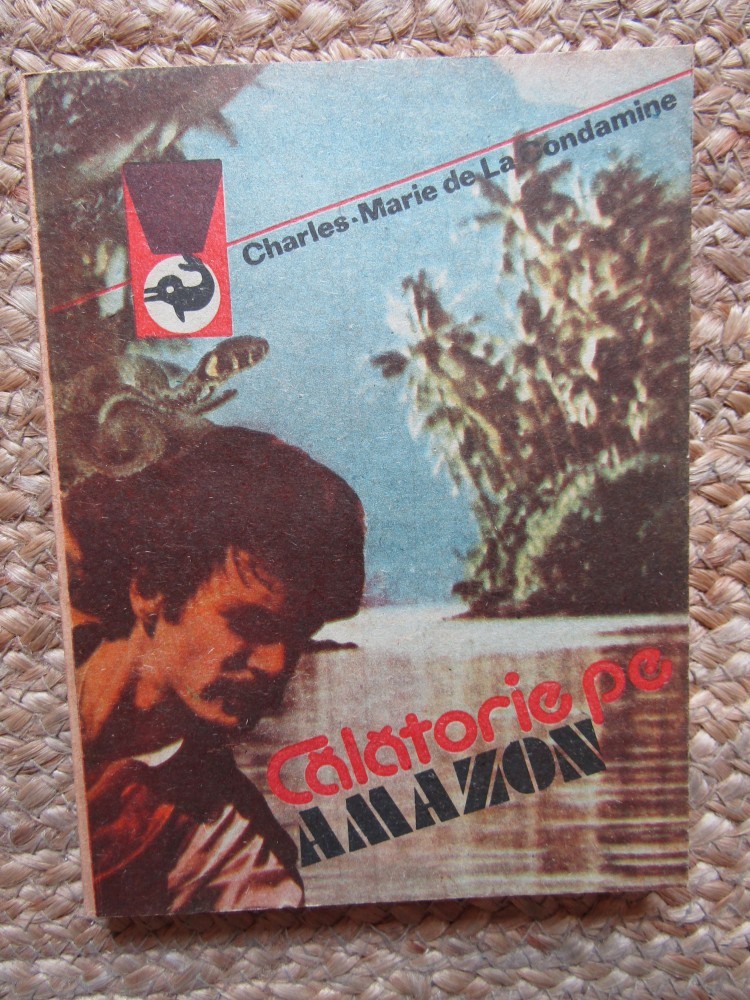 Charles-Marie de La Condamine
Călătorie pe
AMAZON